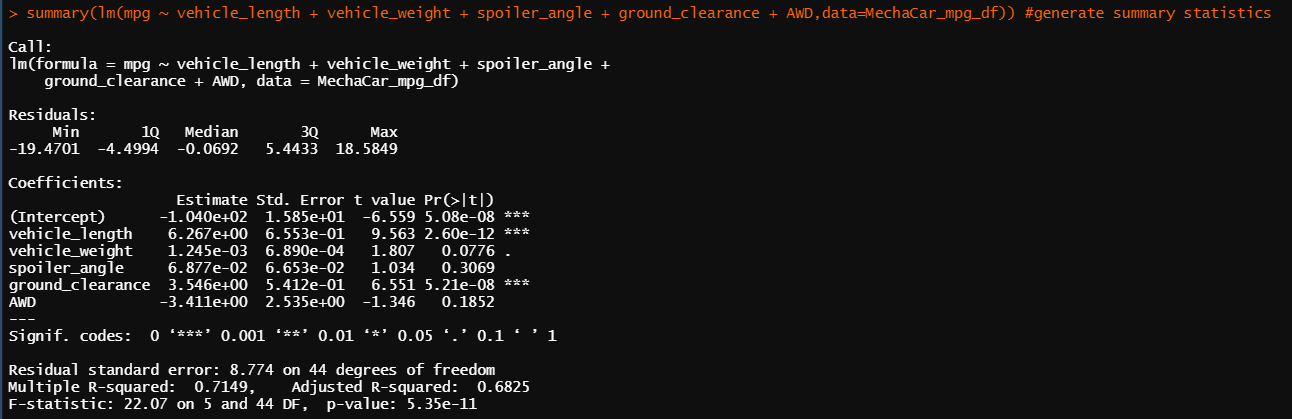 > summary(lm(mpg ~ vehicle_length + vehicle_weight + spoiler_angle + ground_clearance + AWD,data=MechaCar_mpg_df)) #generate summary statistics
Call:
lm(formula = mpg ~ vehicle_length + vehicle_weight + spoiler_angle +
    ground_clearance + AWD, data = MechaCar_mpg_df)
Residuals:
     Min       1Q   Median       3Q      Max
-19.4701  -4.4994  -0.0692   5.4433  18.5849
Coefficients:
                   Estimate Std. Error t value Pr(>|t|)
(Intercept)      -1.040e+02  1.585e+01  -6.559 5.08e-08 ***
vehicle_length    6.267e+00  6.553e-01   9.563 2.60e-12 ***
vehicle_weight    1.245e-03  6.890e-04   1.807   0.0776 .
spoiler_angle     6.877e-02  6.653e-02   1.034   0.3069
ground_clearance  3.546e+00  5.412e-01   6.551 5.21e-08 ***
AWD              -3.411e+00  2.535e+00  -1.346   0.1852
---
Signif. codes:  0 ‘***’ 0.001 ‘**’ 0.01 ‘*’ 0.05 ‘.’ 0.1 ‘ ’ 1
Residual standard error: 8.774 on 44 degrees of freedom
Multiple R-squared:  0.7149,    Adjusted R-squared:  0.6825
F-statistic: 22.07 on 5 and 44 DF,  p-value: 5.35e-11